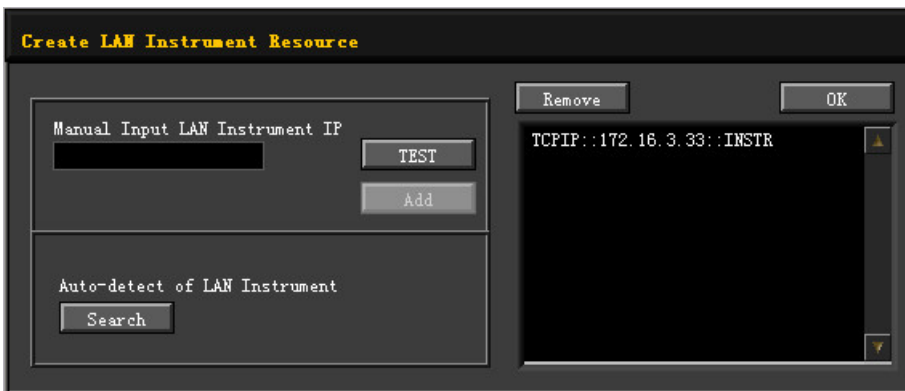 Create LAN Instrument Resource
Manual Input LAN Instrument IP
TEST
Add
Auto-detect of LAN Instrument
Search
Remove
OK
TCPIP::172.16.3.33::INSTR